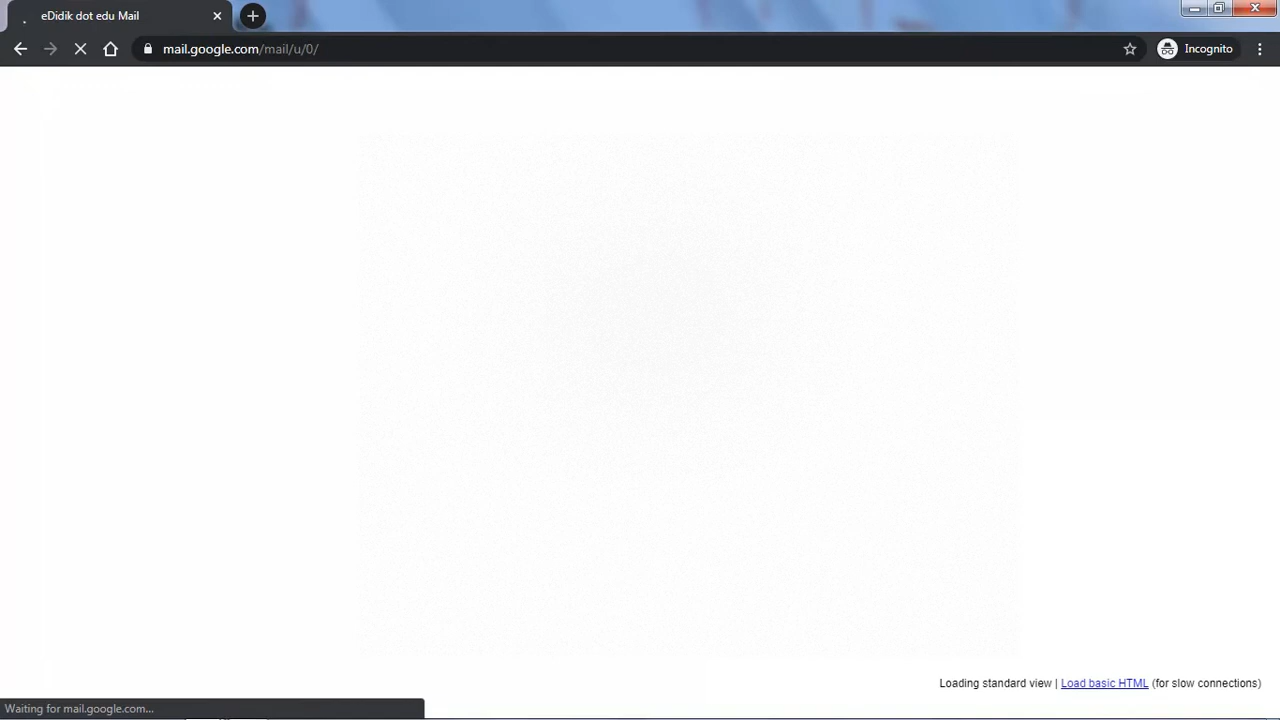 eDidik dot edu Mail
mail.google.com/mail/u/0/
Incognito
Loading standard view | Load basic HTML (for slow connections)
Waiting for mail.google.com...